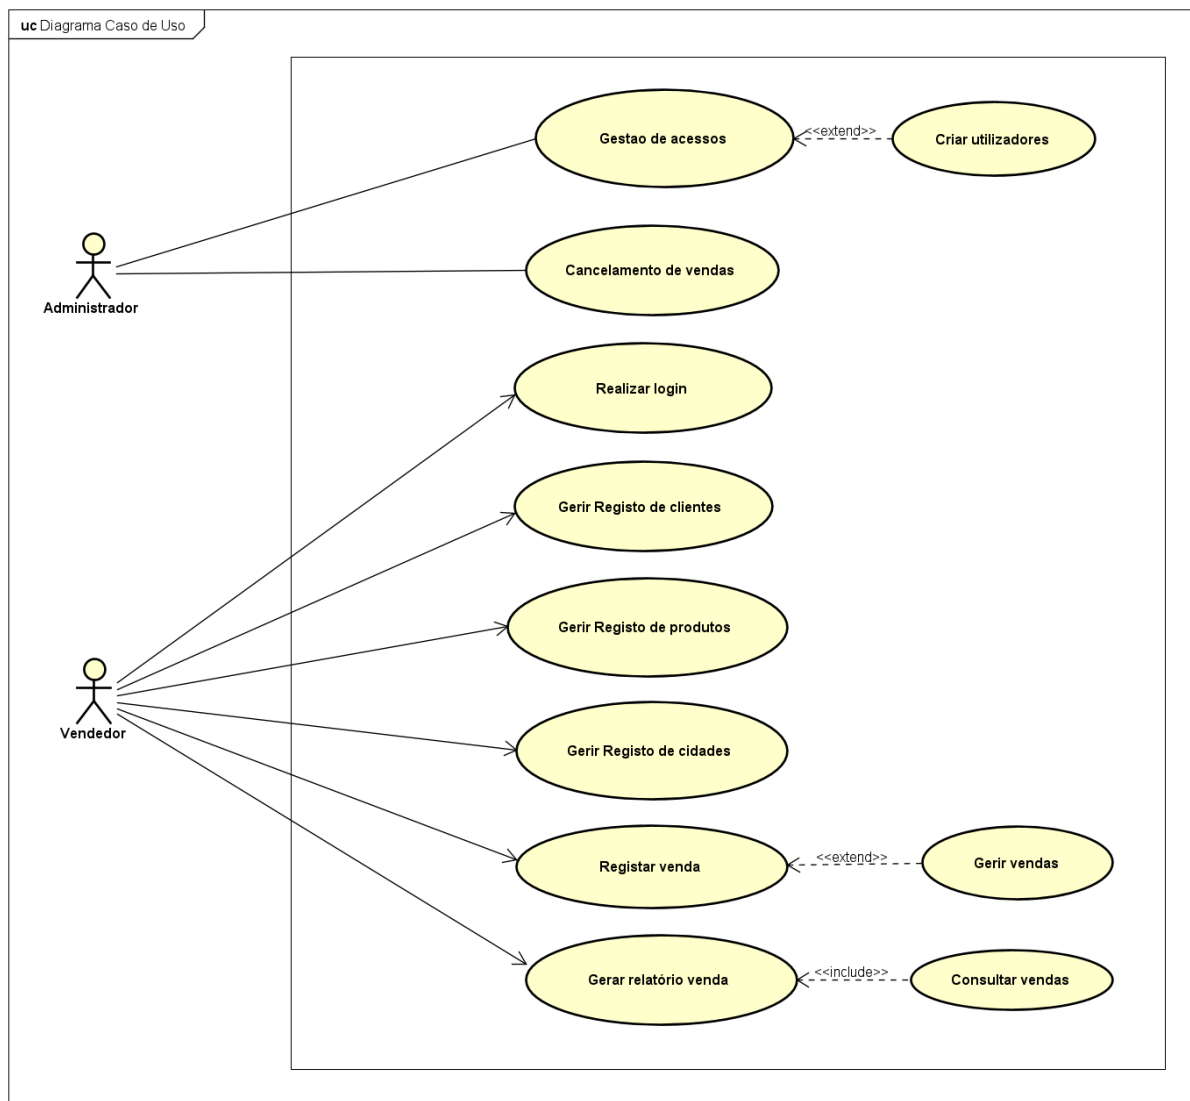 uc Diagrama Caso de Uso
Gestao de acessos
<<extend>>
Criar utilizadores
Cancelamento de vendas
Administrador
Realizar login
Gerir Registo de clientes
Gerir Registo de produtos
Vendedor
Gerir Registo de cidades
Registar venda
<<extend>>
Gerir vendas
Gerar relatório venda
<<include>>
Consultar vendas